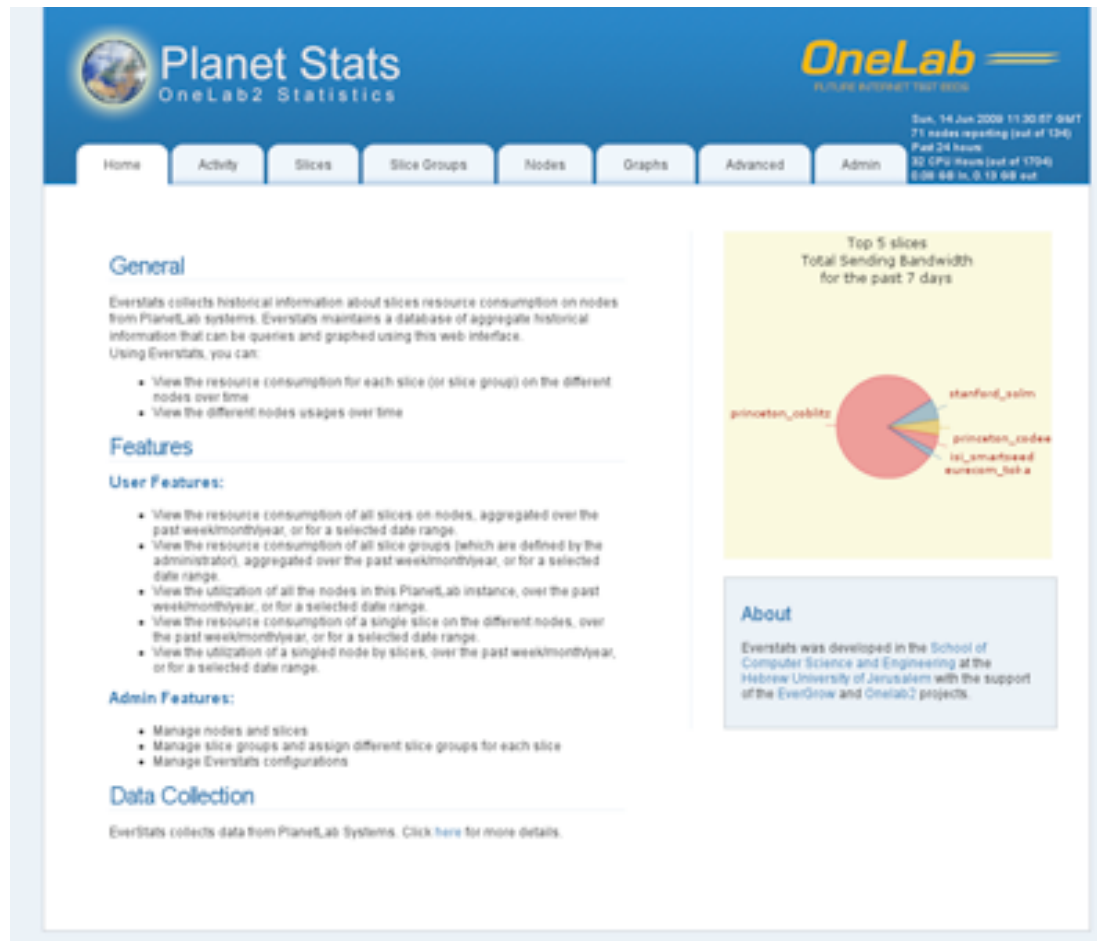 Planet Stats
OneLab2 Statistics
OneLab
FUTURE INTERNET TEST BEDS
Sun, 14 Jun 2009 11:30:57 GMT
71 nodes reporting (out of 134)
Past 24 hours:
32 CPU Hours (out of 1704)
0.09 GB in, 0.13 GB out
Home
Activity
Slices
Slice Groups
Nodes
Graphs
Advanced
Admin
General
Everstats collects historical information about slices resource consumption on nodes
from PlanetLab systems. Everstats maintains a database of aggregate historical
information that can be queries and graphed using this web interface.
Using Everstats, you can:
• View the resource consumption for each slice (or slice group) on the different
nodes over time
• View the different nodes usages over time
Features
User Features:
• View the resource consumption of all slices on nodes, aggregated over the
past week/month/year, or for a selected date range.
• View the resource consumption of all slice groups (which are defined by the
administrator), aggregated over the past week/month/year, or for a selected
date range.
• View the utilization of all the nodes in this PlanetLab instance, over the past
week/month/year, or for a selected date range.
• View the resource consumption of a single slice on the different nodes, over
the past week/month/year, or for a selected date range.
• View the utilization of a singled node by slices, over the past week/month/year,
or for a selected date range.
Admin Features:
• Manage nodes and slices
• Manage slice groups and assign different slice groups for each slice
• Manage Everstats configurations
Data Collection
EverStats collects data from PlanetLab Systems. Click here for more details.
Top 5 slices
Total Sending Bandwidth
for the past 7 days
princeton_coblitz
stanford_solm
princeton_codee
isi_smartseed
About
Everstats was developed in the School of
Computer Science and Engineering at the
Hebrew University of Jerusalem with the support
of the EverGrow and Onelab2 projects.